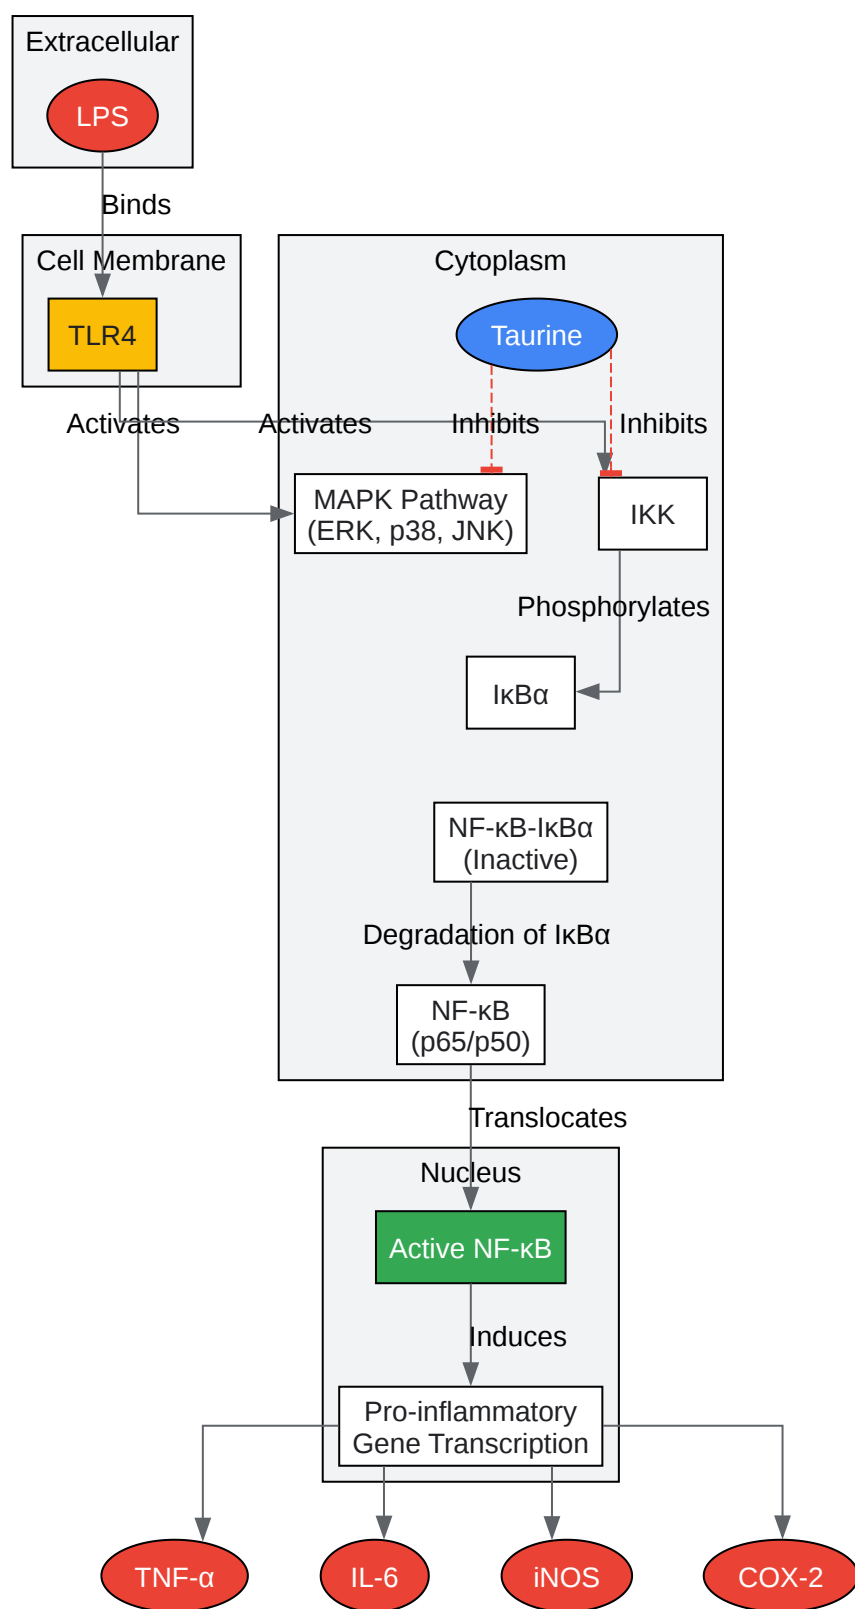 Extracellular
LPS
Binds
Cell Membrane
TLR4
Cytoplasm
Taurine
Activates
Activates
Inhibits
Inhibits
MAPK Pathway
(ERK, p38, JNK)
IKK
Phosphorylates
IκBα
NF-κB-IκBα
(Inactive)
Degradation of IκBα
NF-κB
(p65/p50)
Translocates
Nucleus
Active NF-κB
Induces
Pro-inflammatory
Gene Transcription
TNF-α
IL-6
iNOS
COX-2